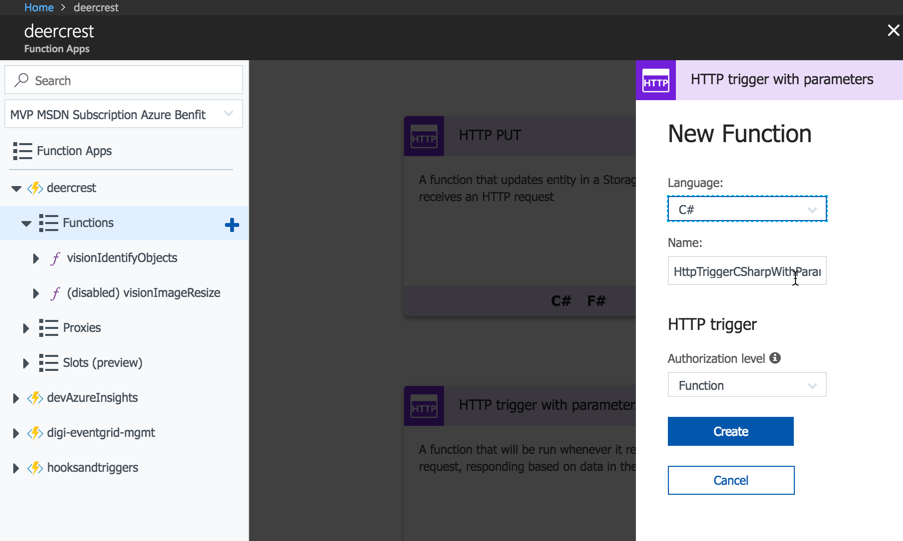 Home > deercrest
deercrest
Function Apps
Search
MVP MSDN Subscription Azure Benfit
Function Apps
deercrest
Functions
visionIdentifyObjects
(disabled) visionImageResize
Proxies
Slots (preview)
devAzureInsights
digi-eventgrid-mgmt
hooksandtriggers
HTTP
HTTP PUT
A function that updates entity in a Storag
receives an HTTP request
C# F#
HTTP
HTTP trigger with parameter
A function that will be run whenever it re
request, responding based on data in the
HTTP
HTTP trigger with parameters
New Function
Language:
C#
Name:
HttpTriggerCSharpWithParar
HTTP trigger
Authorization level
Function
Create
Cancel